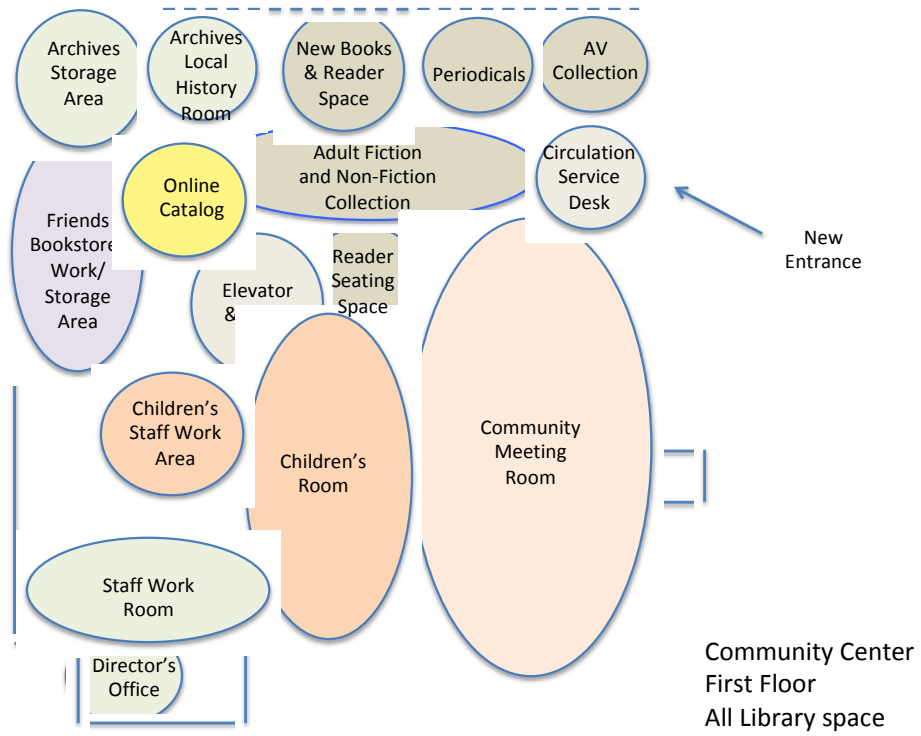 Archives
Storage
Area
Archives
Local
History
Room
New Books
& Reader
Space
Periodicals
AV
Collection
Adult Fiction
and Non-Fiction
Collection
Circulation
Service
Desk
Online
Catalog
Friends
Bookstore
Work/
Storage
Area
New
Entrance
Elevator
&
Reader
Seating
Space
Children's
Staff Work
Area
Children's
Room
Community
Meeting
Room
Staff Work
Room
Director's
Office
Community Center
First Floor
All Library space